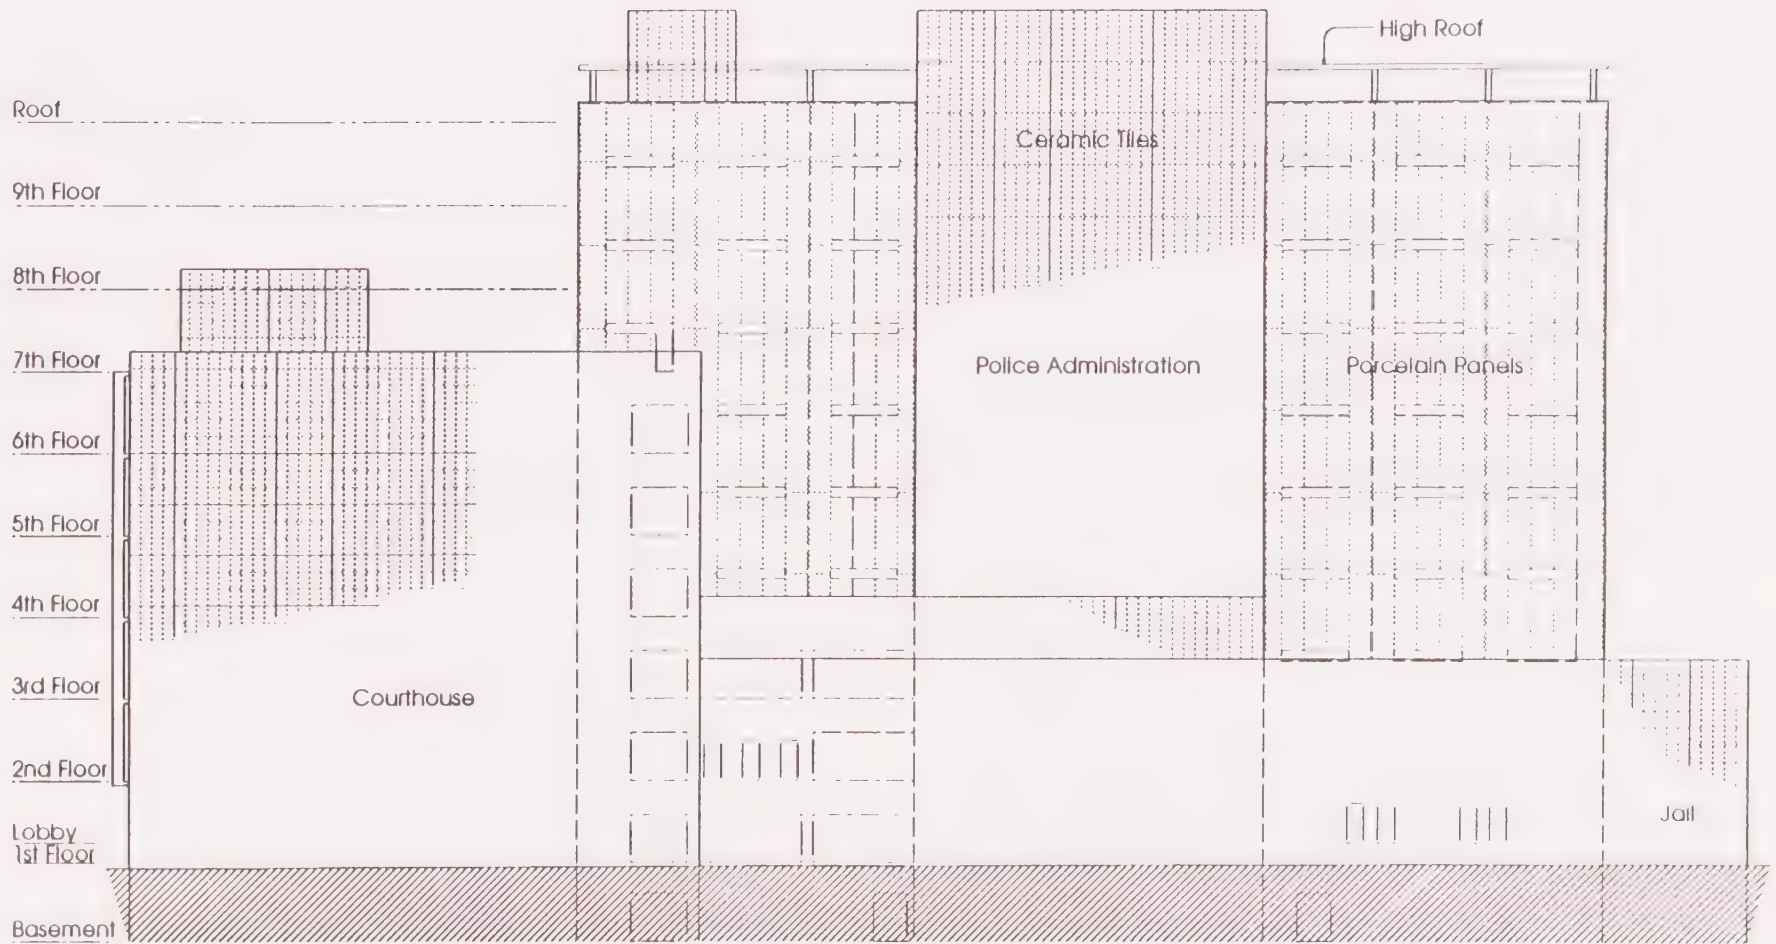 High Roof
Roof
Ceramic Tiles
9th Floor
8th Floor
7th Floor
Police Administration
Porcelain Panels
6th Floor
5th Floor
4th Floor
3rd Floor
Courthouse
2nd Floor
Jail
Lobby
1st Floor
Basement